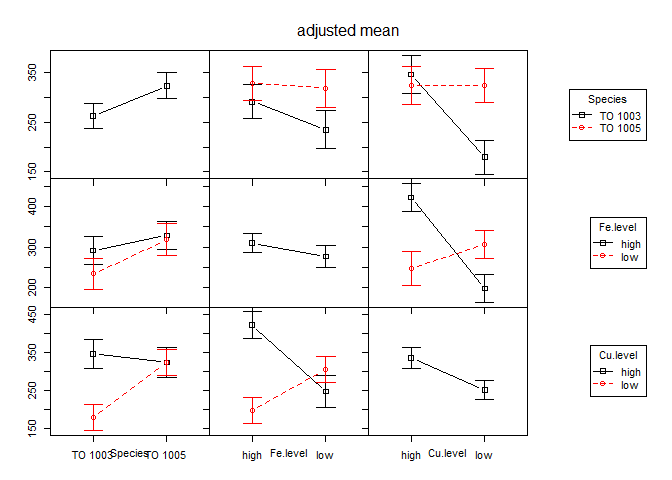 adjusted mean
350
250
150
Species
TO 1003
TO 1005
400
300
200
Fe.level
high
low
450
350
250
150
Cu.level
high
low
TO 1003 Species TO 1005 high Fe.level low high Cu.level low